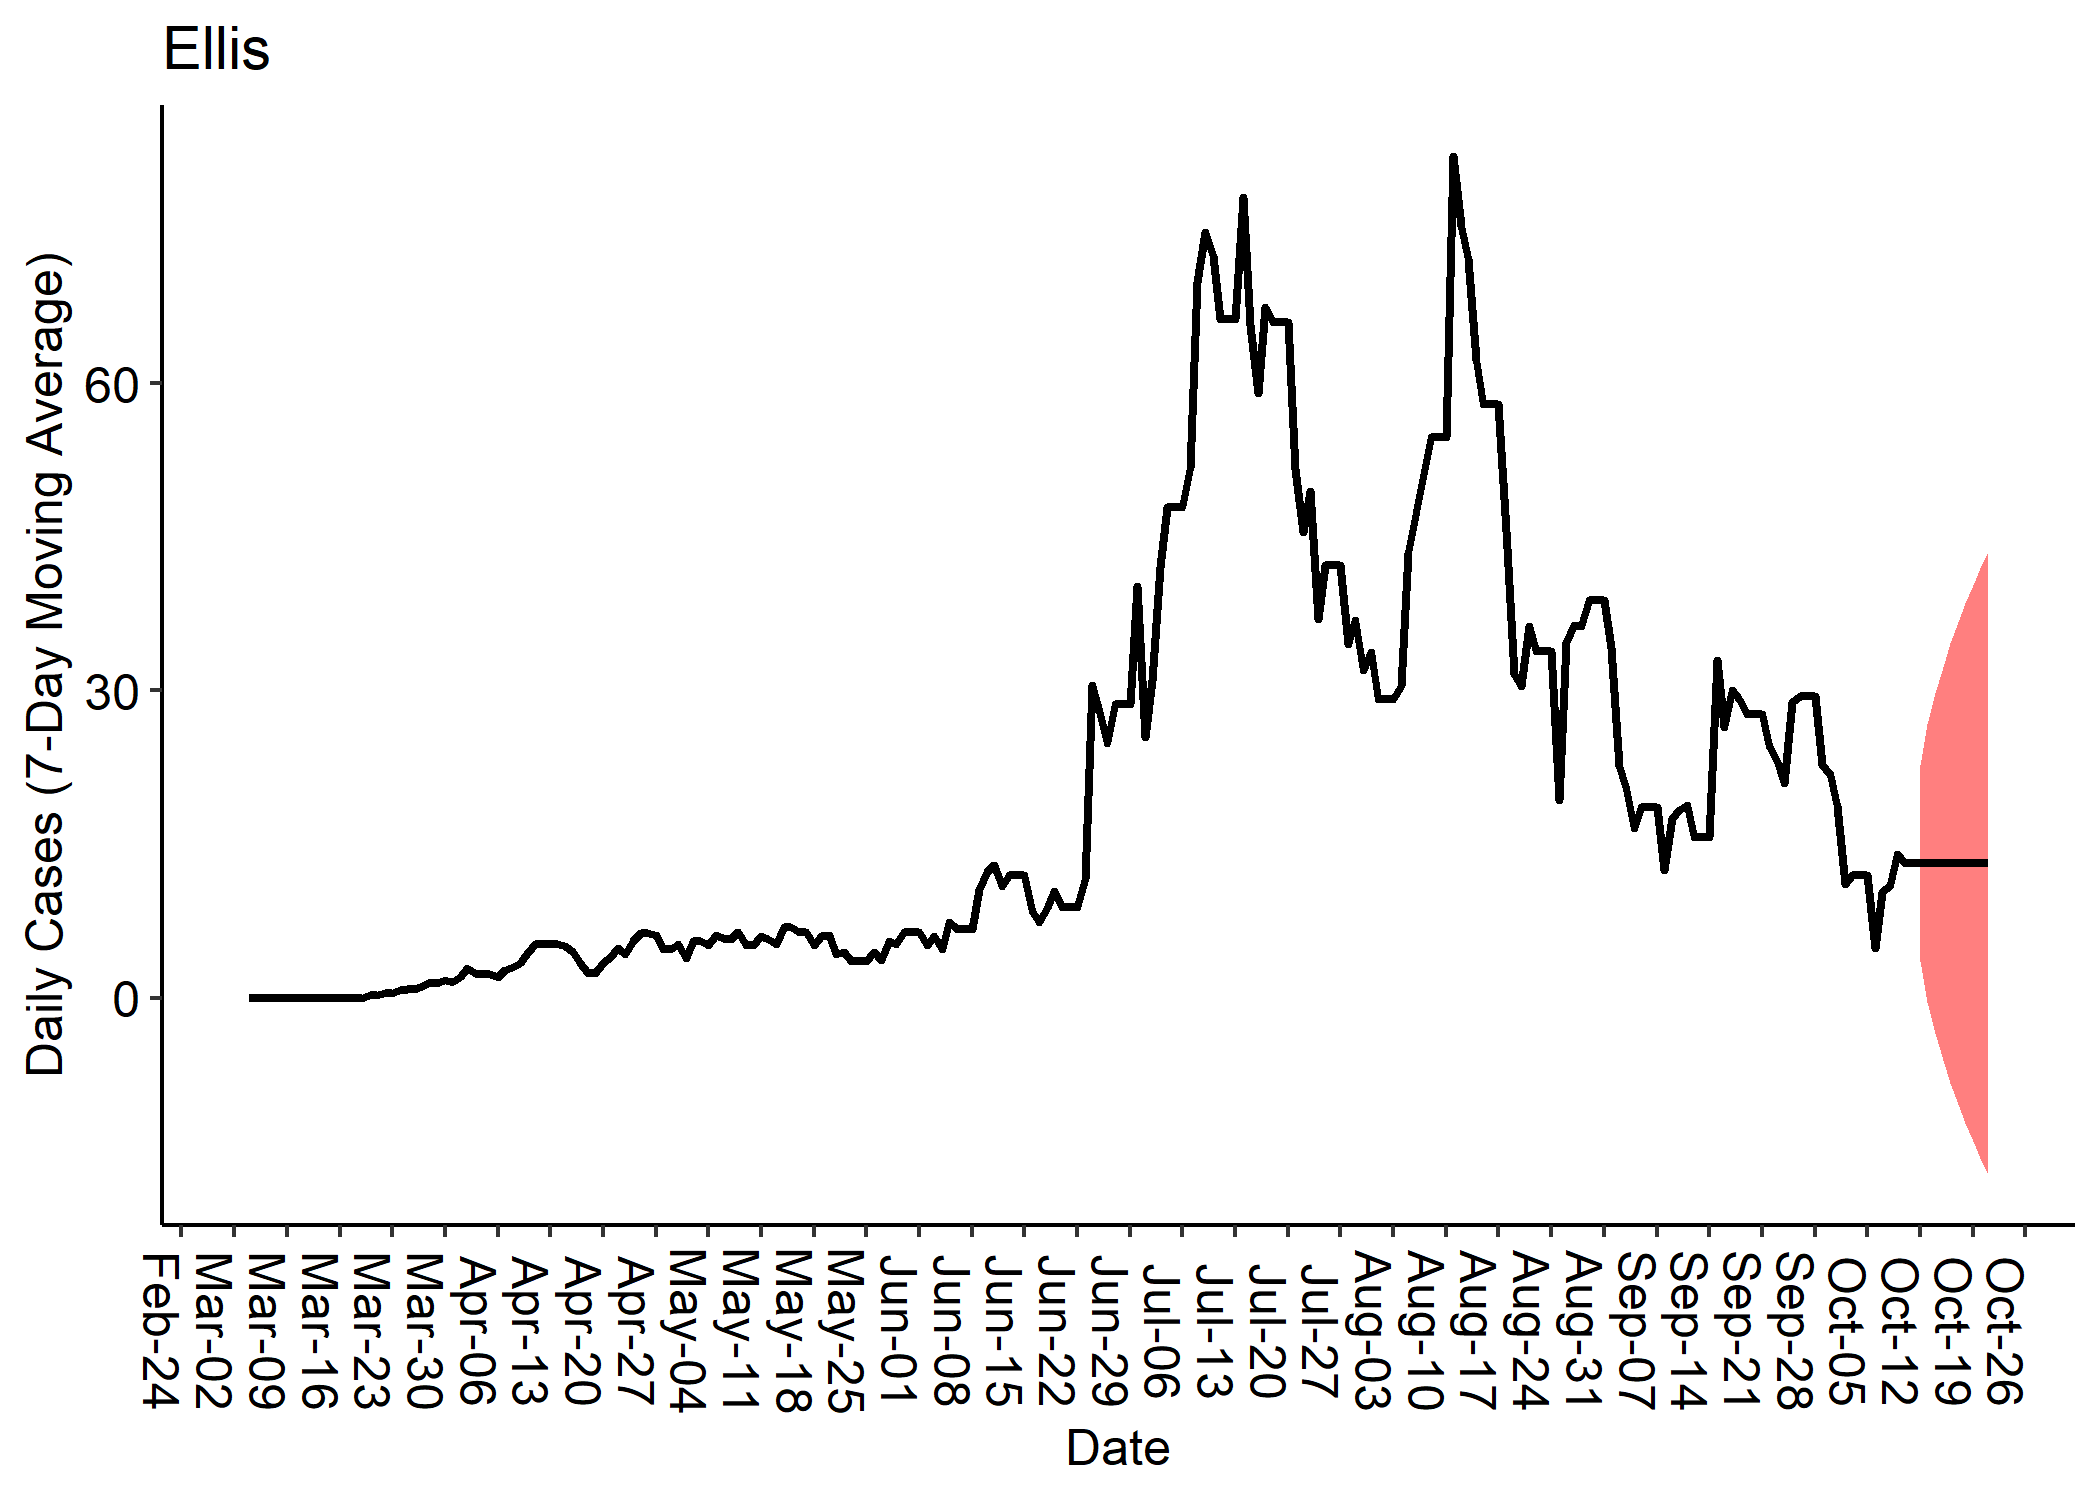 Ellis
Daily Cases (7-Day Moving Average)
60
30
0
Feb-24
Mar-02
Mar-09
Mar-16
Mar-23
Mar-30
Apr-06
Apr-13
Apr-20
Apr-27
May-04
May-11
May-18
May-25
Jun-01
Jun-08
Jun-15
Jun-22
Jun-29
Jul-06
Jul-13
Jul-20
Jul-27
Aug-03
Aug-10
Aug-17
Aug-24
Aug-31
Sep-07
Sep-14
Sep-21
Sep-28
Oct-05
Oct-12
Oct-19
Oct-26
Date